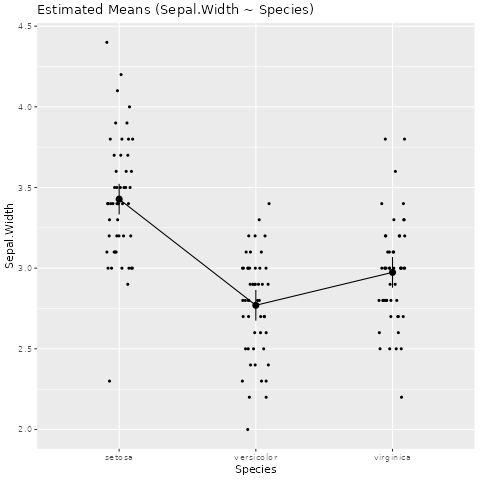 Estimated Means (Sepal.Width ~ Species)
4.5
4.0
3.5
3.0
2.5
2.0
Sepal.Width
setosa versicolor virginica
Species